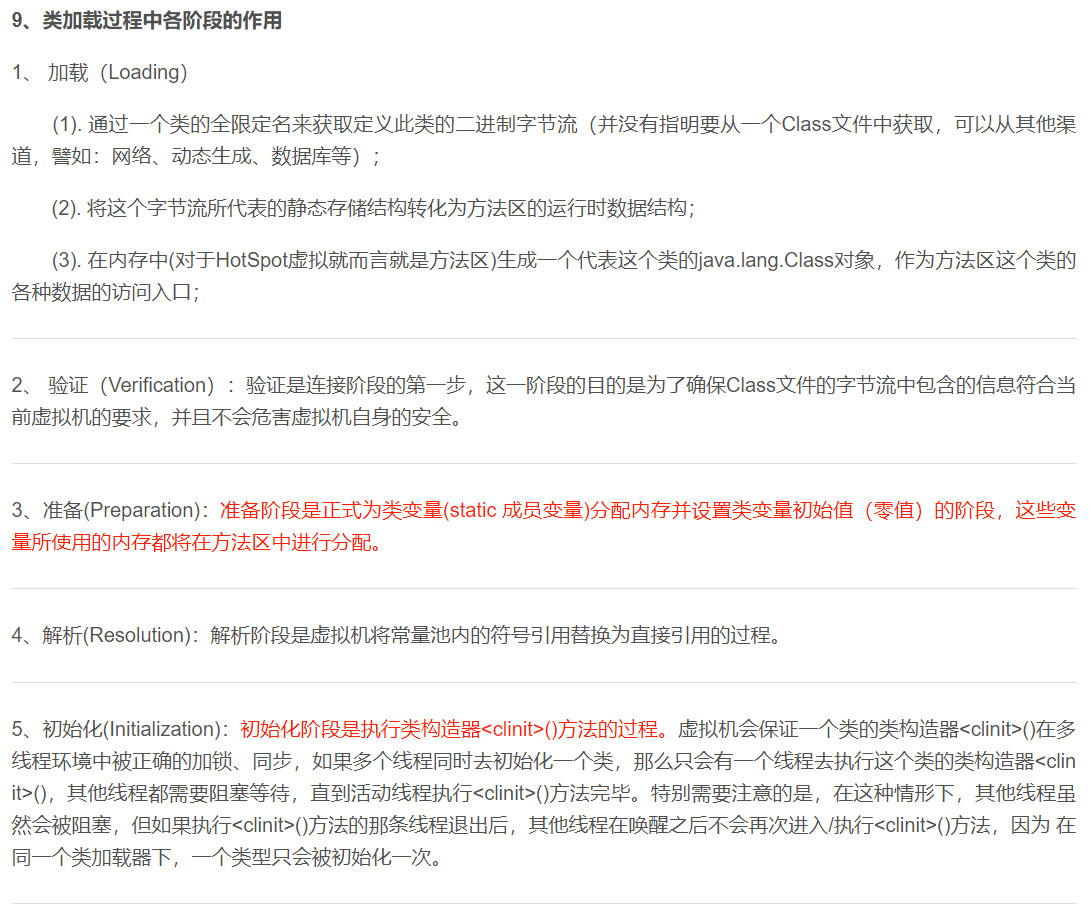 9、类加载过程中各阶段的作用
1、 加载（Loading）
(1). 通过一个类的全限定名来获取定义此类的二进制字节流（并没有指明要从一个Class文件中获取，可以从其他渠
道，譬如：网络、动态生成、数据库等）；
(2). 将这个字节流所代表的静态存储结构转化为方法区的运行时数据结构；
(3). 在内存中(对于HotSpot虚拟就而言就是方法区)生成一个代表这个类的java.lang.Class对象，作为方法区这个类的
各种数据的访问入口；
2、 验证（Verification）：验证是连接阶段的第一步，这一阶段的目的是为了确保Class文件的字节流中包含的信息符合当
前虚拟机的要求，并且不会危害虚拟机自身的安全。
3、准备(Preparation)：准备阶段是正式为类变量(static 成员变量)分配内存并设置类变量初始值（零值）的阶段，这些变
量所使用的内存都将在方法区中进行分配。
4、解析(Resolution)：解析阶段是虚拟机将常量池内的符号引用替换为直接引用的过程。
5、初始化(Initialization)：初始化阶段是执行类构造器<clinit>()方法的过程。虚拟机会保证一个类的类构造器<clinit>()在多
线程环境中被正确的加锁、同步，如果多个线程同时去初始化一个类，那么只会有一个线程去执行这个类的类构造器<clin
it>()，其他线程都需要阻塞等待，直到活动线程执行<clinit>()方法完毕。特别需要注意的是，在这种情形下，其他线程虽
然会被阻塞，但如果执行<clinit>()方法的那条线程退出后，其他线程在唤醒之后不会再次进入/执行<clinit>()方法，因为 在
同一个类加载器下，一个类型只会被初始化一次。